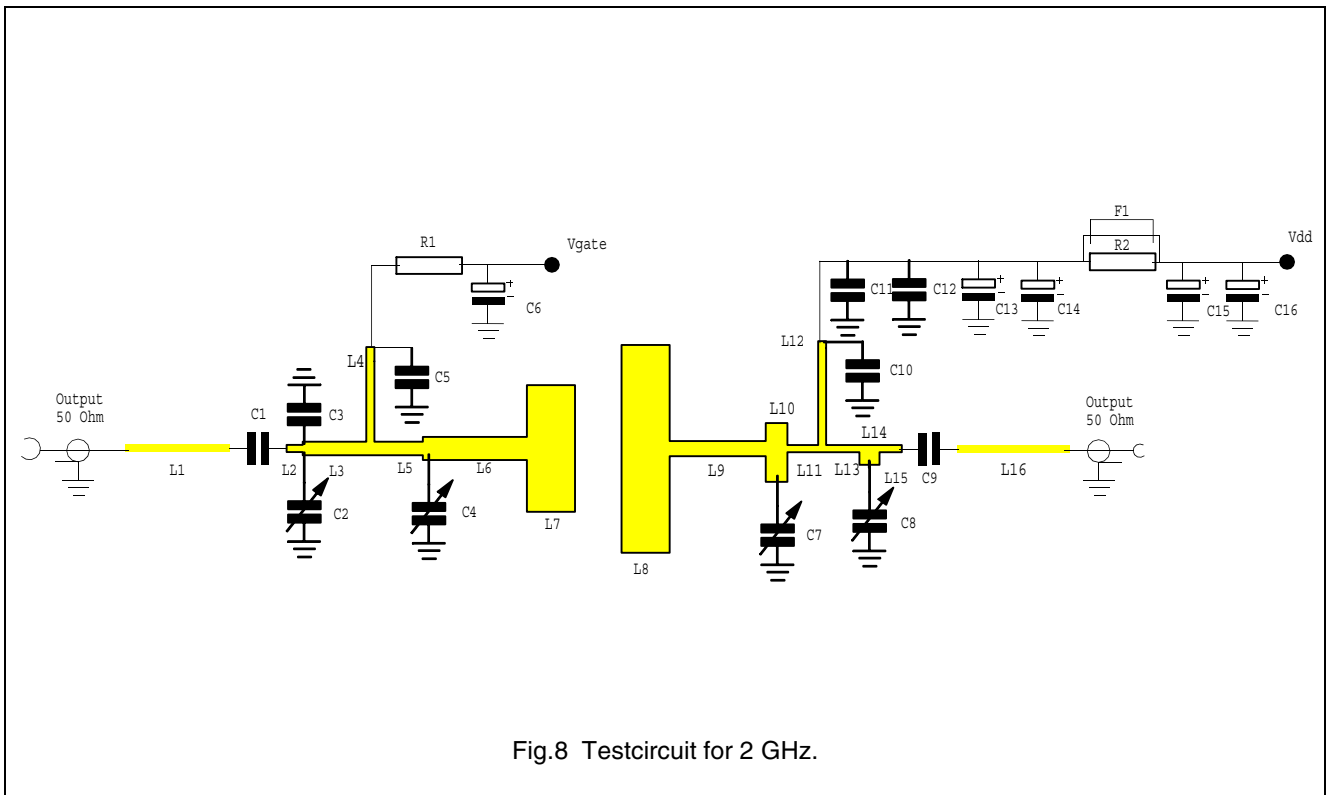 F1
R1
Vgate
R2
Vdd
C11
C12
C6
C13
C14
C15
C16
L12
L4
C5
C10
Output
50 Ohm
C1
C3
L10
L14
Output
50 Ohm
L1
L2
L3
L5
L6
L9
L11
L13
L15
C9
L16
C2
C4
L7
C7
C8
L8
Fig.8 Testcircuit for 2 GHz.